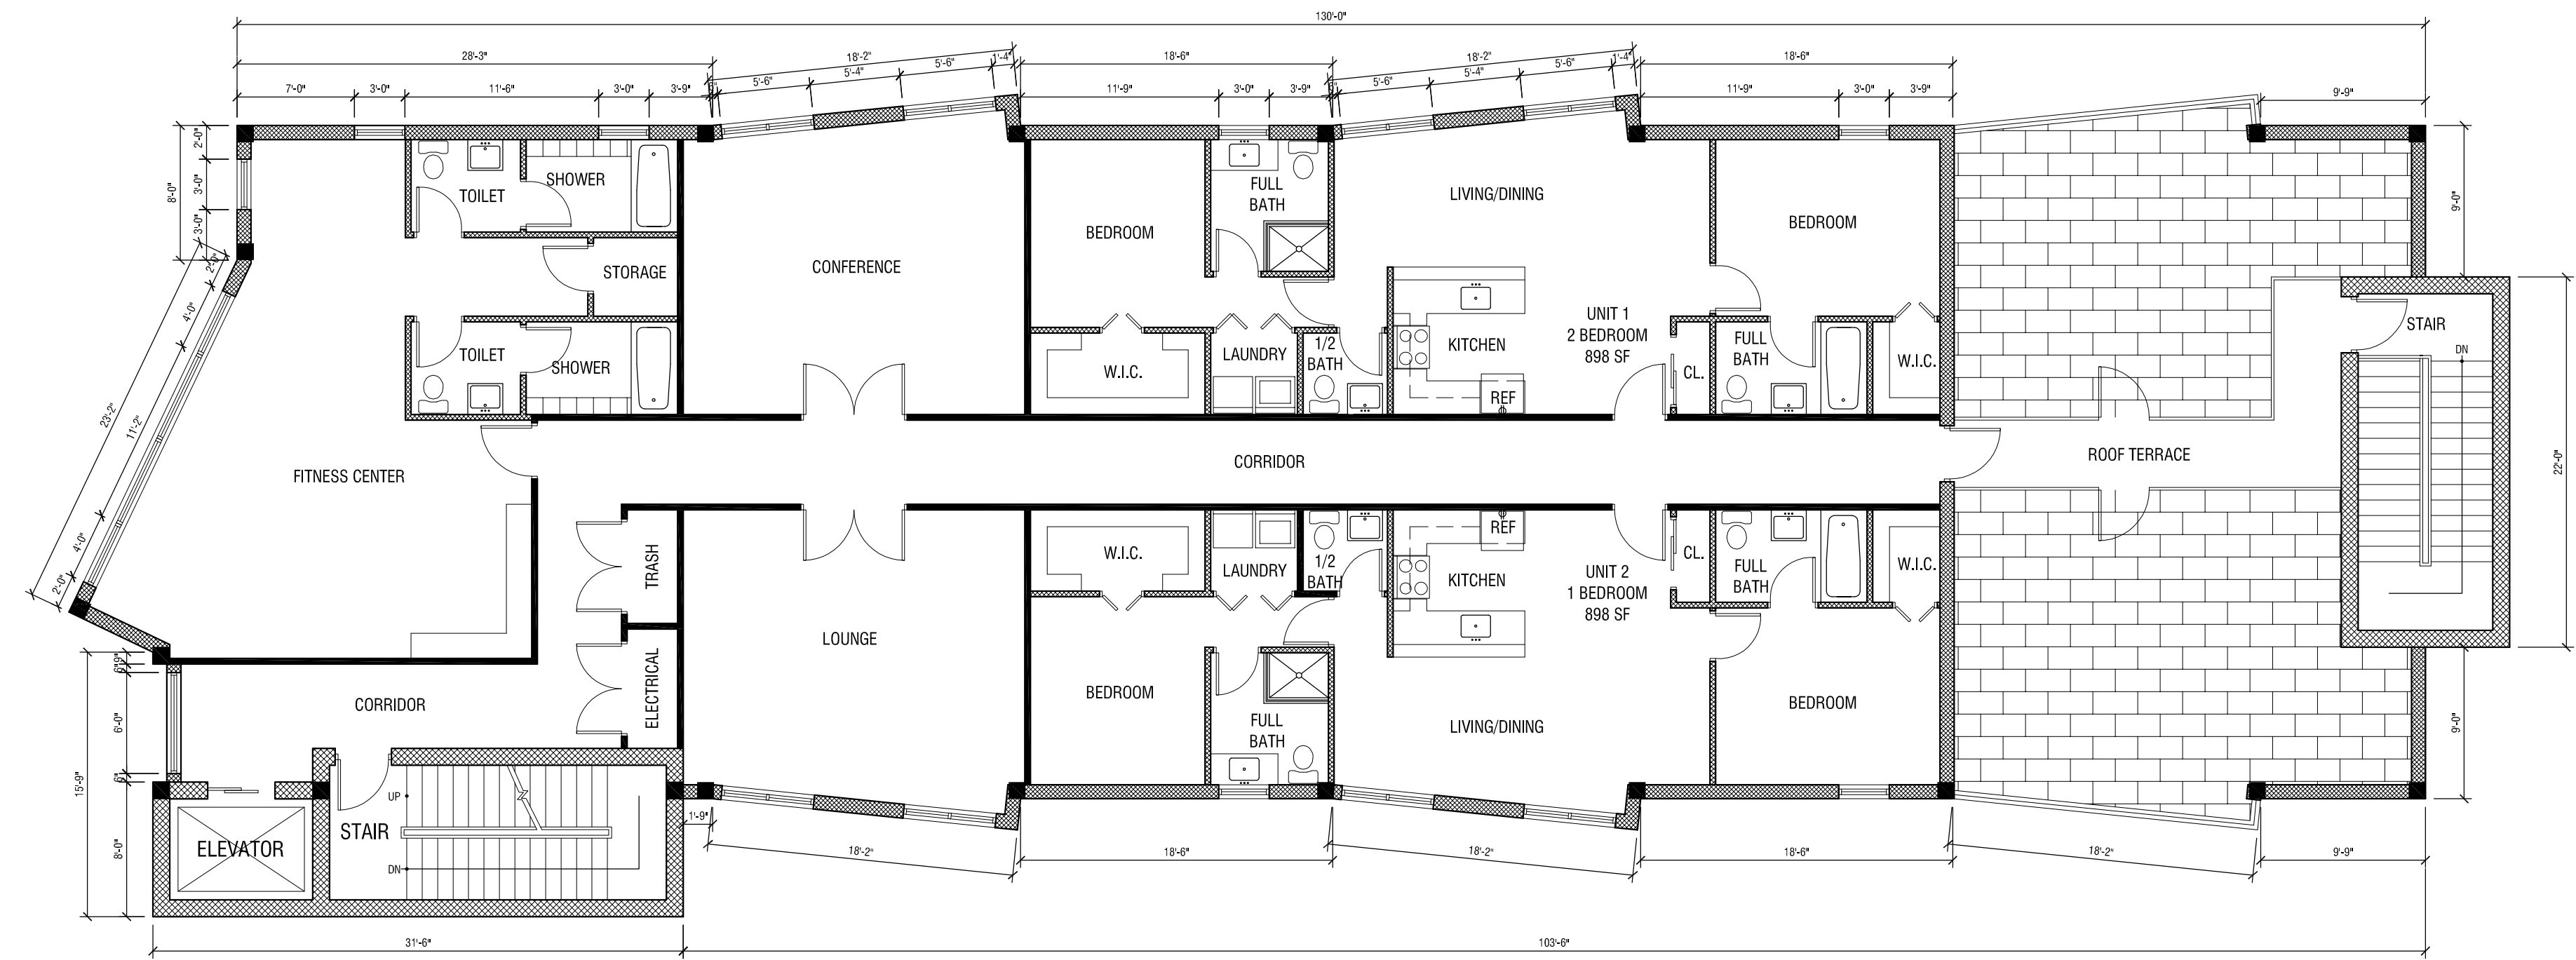 130'-0"
28'-3"
18'-2"
18'-6"
18'-2"
18'-6"
5'-6"
5'-4"
5'-6"
1'-4"
5'-6"
5'-4"
5'-6"
1'-4"
7'-0"
3'-0"
11'-6"
3'-0"
3'-9"
11'-9"
3'-0"
3'-9"
11'-9"
3'-0"
3'-9"
9'-9"
8'-0"
2'-0"
3'-0"
3'-0"
9'-0"
TOILET
SHOWER
STORAGE
TOILET
SHOWER
CONFERENCE
BEDROOM
FULL
BATH
LIVING/DINING
BEDROOM
W.I.C.
LAUNDRY
1/2
BATH
KITCHEN
REF
UNIT 1
2 BEDROOM
898 SF
CL.
FULL
BATH
W.I.C.
STAIR
DN
23'-2"
2'-0"
4'-0"
11'-2"
4'-0"
2'-0"
FITNESS CENTER
CORRIDOR
ROOF TERRACE
22'-0"
TRASH
ELECTRICAL
LOUNGE
W.I.C.
LAUNDRY
1/2
BATH
KITCHEN
REF
UNIT 2
1 BEDROOM
898 SF
CL.
FULL
BATH
W.I.C.
BEDROOM
FULL
BATH
LIVING/DINING
BEDROOM
CORRIDOR
15'-9"
9"
6"
6'-0"
6"
8'-0"
9'-0"
UP
STAIR
DN
ELEVATOR
1'-9"
18'-2"
18'-6"
18'-2"
18'-6"
18'-2"
9'-9"
31'-6"
103'-6"